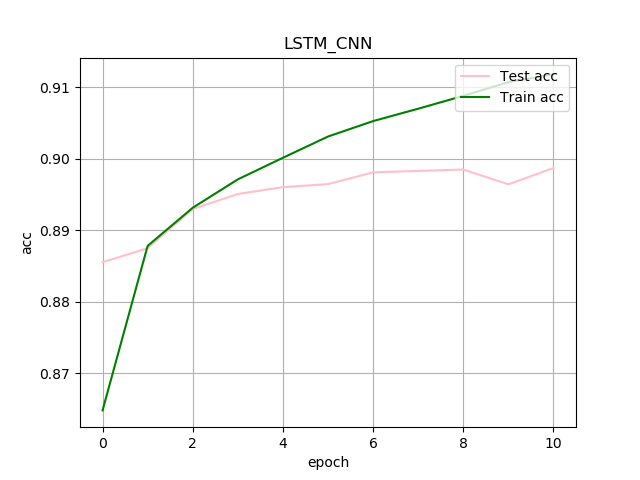 LSTM_CNN
Test acc
Train acc
0.91
0.90
0.89
0.88
0.87
acc
0 2 4 6 8 10
epoch